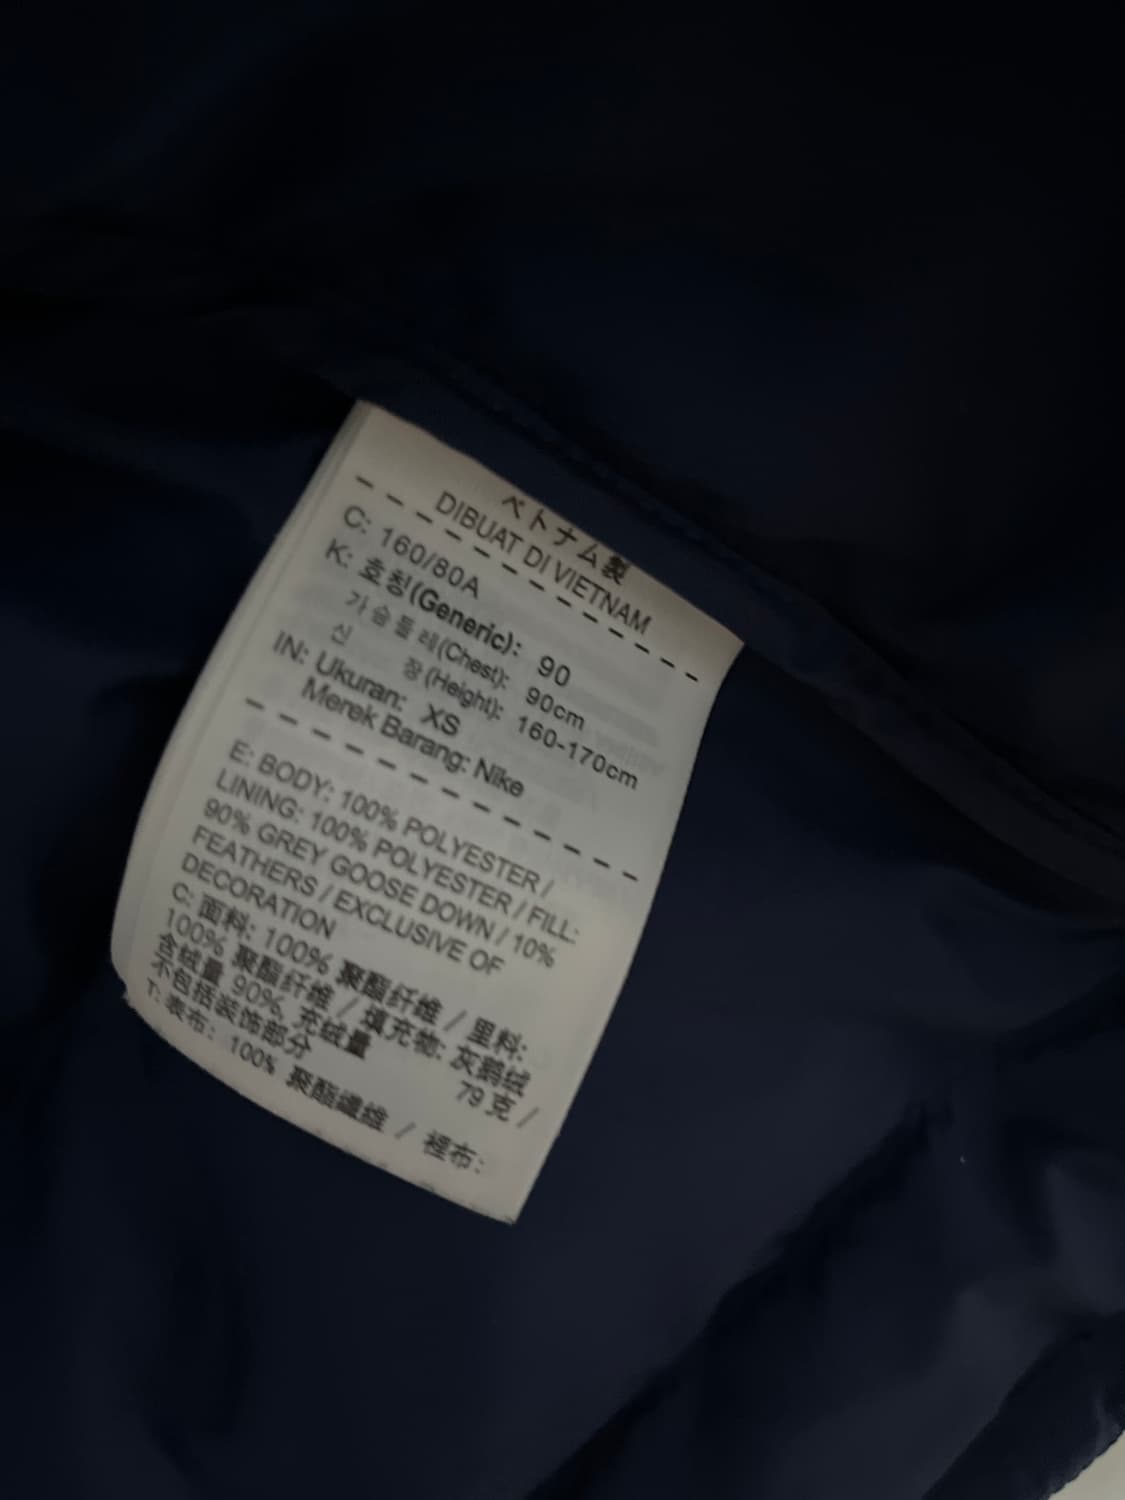 ベトナム製
DIBUAT DI VIETNAM
C: 160/80A
K: 호칭(Generic): 90
가슴둘레(Chest): 90cm
신 장(Height): 160-170cm
IN: Ukuran: XS
Merek Barang: Nike
E: BODY: 100% POLYESTER /
LINING: 100% POLYESTER / FILL:
90% GREY GOOSE DOWN / 10%
FEATHERS / EXCLUSIVE OF
DECORATION
C: 面料: 100% 聚酯纤维 / 里料:
100% 聚酯纤维 / 填充物: 灰鹅绒
含绒量 90%, 充绒量 79 克 /
不包括装饰部分
T: 表布: 100% 聚酯纖維 / 裡布: